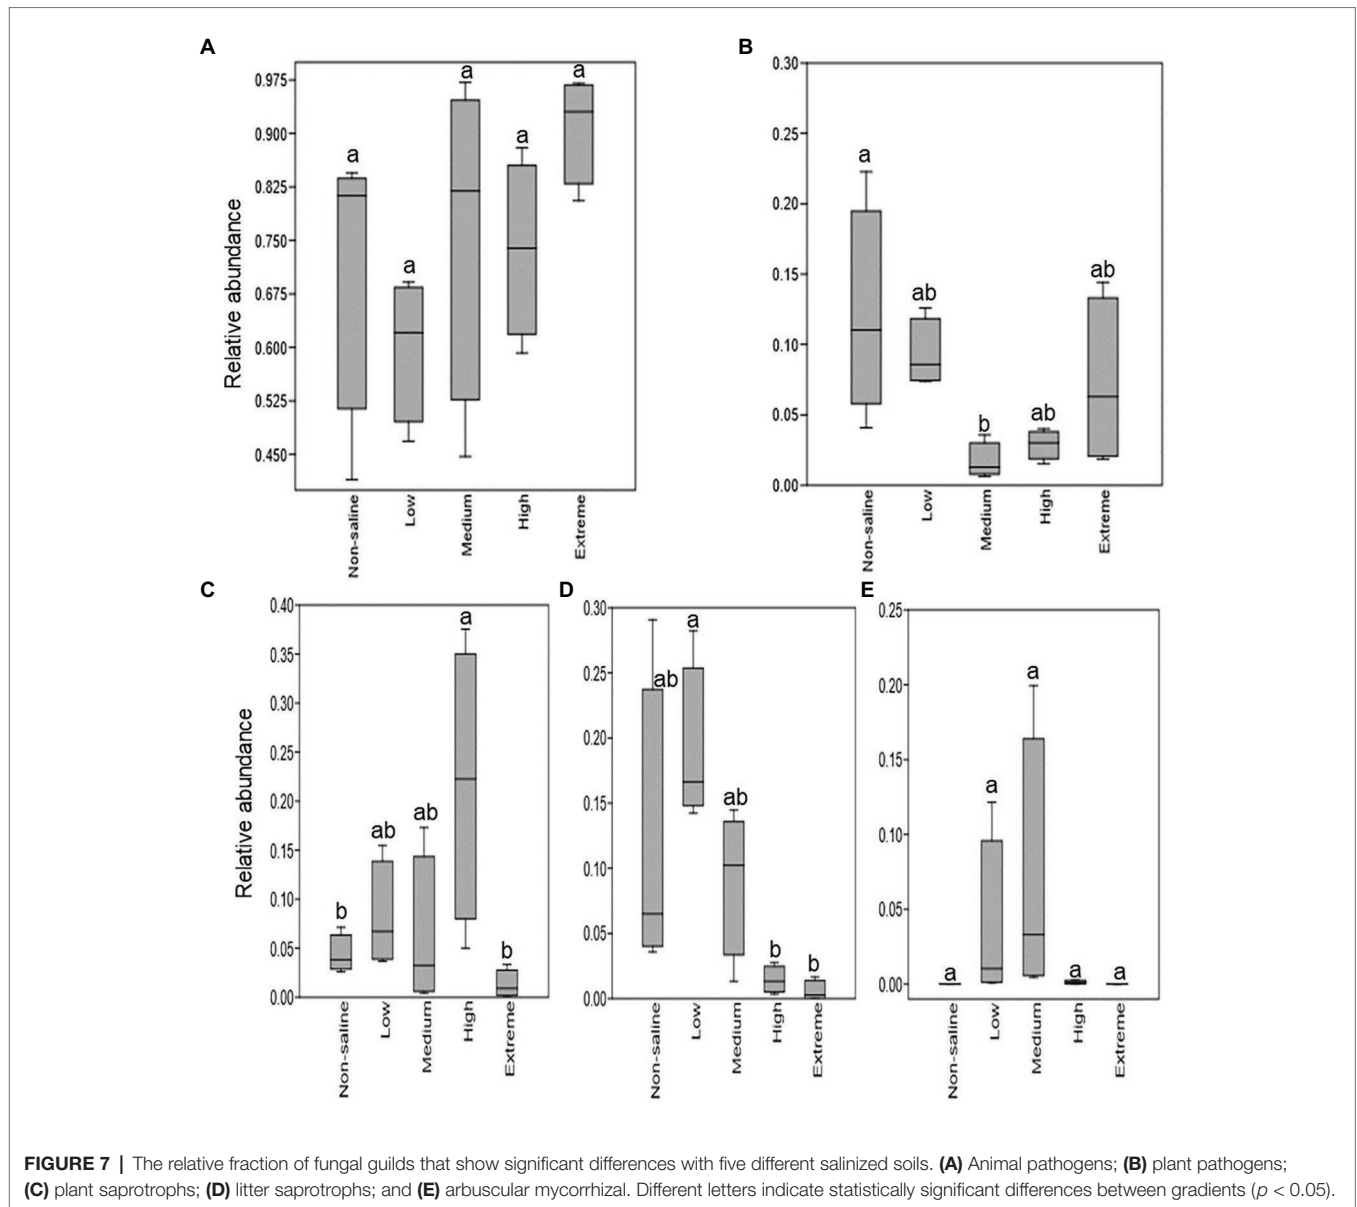 A
B
Relative abundance
0.975
0.900
0.825
0.750
0.675
0.600
0.525
0.450
a
a
a
a
a
Non-saline
Low
Medium
High
Extreme
0.30
0.25
0.20
0.15
0.10
0.05
0.00
a
ab
b
ab
ab
Non-saline
Low
Medium
High
Extreme
C
D
E
Relative abundance
0.40
0.35
0.30
0.25
0.20
0.15
0.10
0.05
0.00
b
ab
ab
a
b
Non-saline
Low
Medium
High
Extreme
0.30
0.25
0.20
0.15
0.10
0.05
0.00
ab
a
ab
b
b
Non-saline
Low
Medium
High
Extreme
0.25
0.20
0.15
0.10
0.05
0.00
a
a
a
a
a
Non-saline
Low
Medium
High
Extreme
FIGURE 7 | The relative fraction of fungal guilds that show significant differences with five different salinized soils. (A) Animal pathogens; (B) plant pathogens;
(C) plant saprotrophs; (D) litter saprotrophs; and (E) arbuscular mycorrhizal. Different letters indicate statistically significant differences between gradients (p < 0.05).